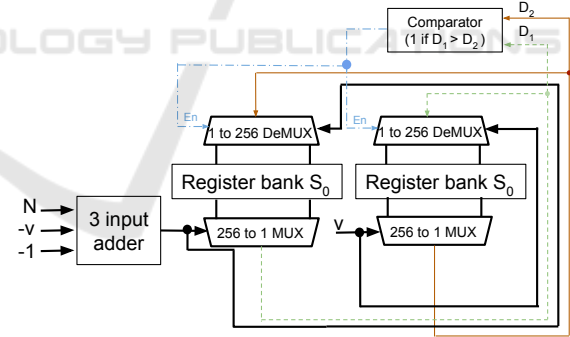 D₂
Comparator
(1 if D₁ > D₂ )
D₁
LOGY PUBLICATIONS
En
En
1 to 256 DeMUX
1 to 256 DeMUX
Register bank S₀
Register bank S₀
N
-v
-1
3 input
adder
256 to 1 MUX
v
256 to 1 MUX